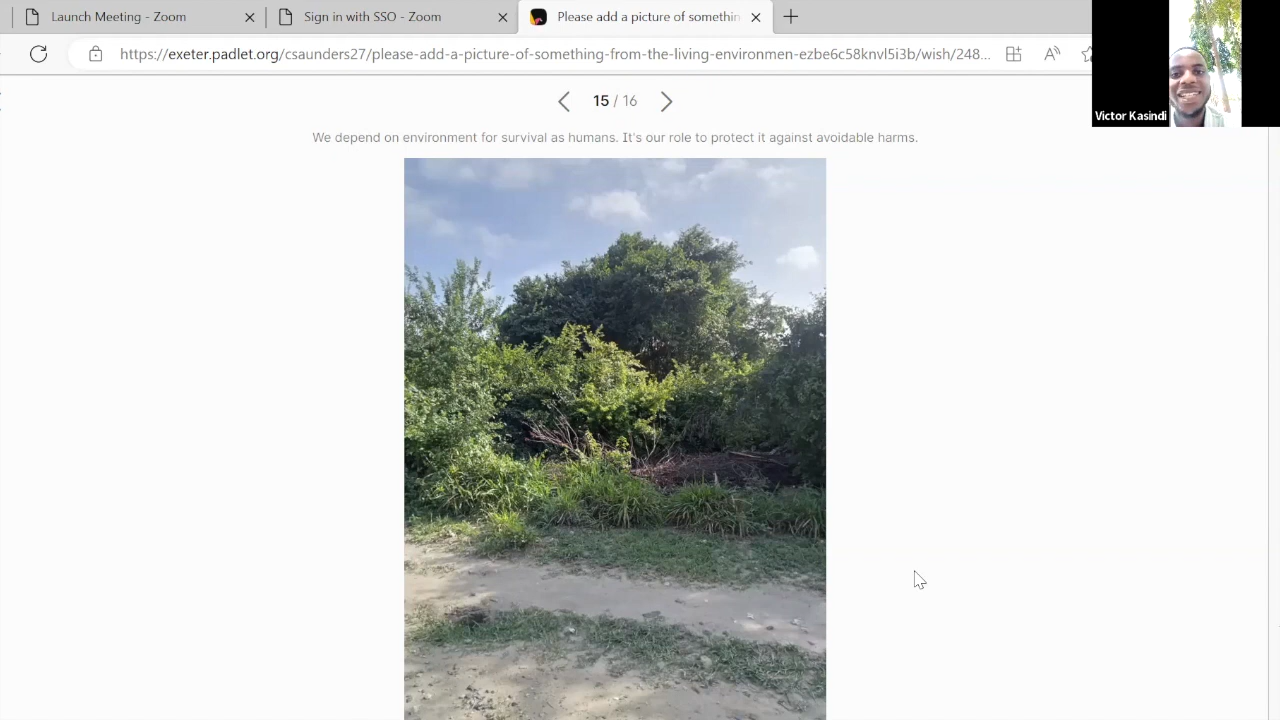 Launch Meeting - Zoom
Sign in with SSO - Zoom
Please add a picture of somethin
https://exeter.padlet.org/csaunders27/please-add-a-picture-of-something-from-the-living-environmen-ezbe6c58knvl5i3b/wish/248...
Victor Kasindi
15 / 16
We depend on environment for survival as humans. It's our role to protect it against avoidable harms.